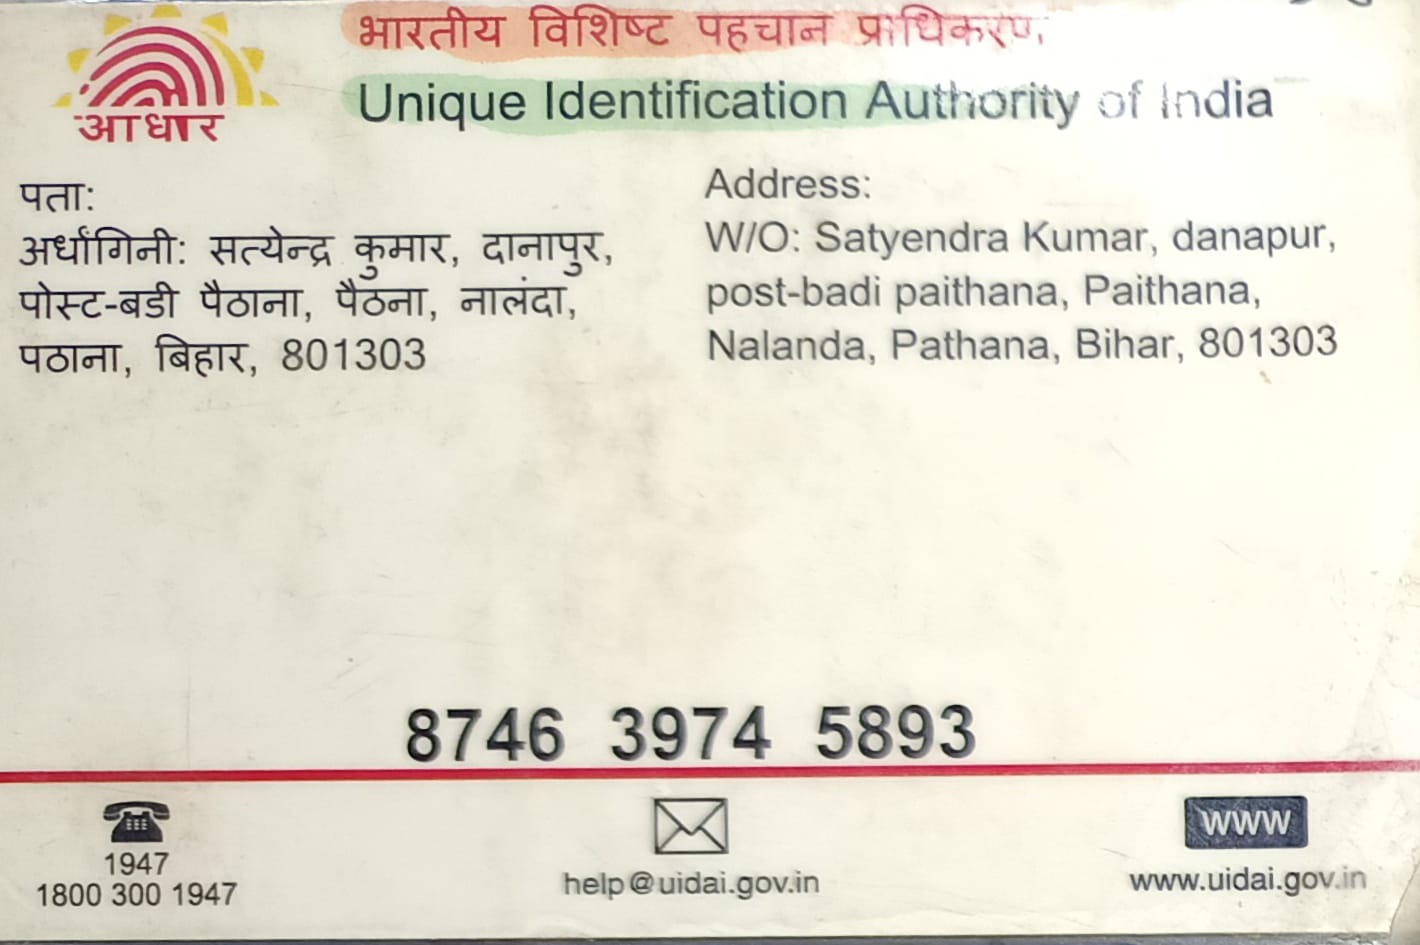 भारतीय विशिष्ट पहचान प्राधिकरण
Unique Identification Authority of India
आधार
पता:
अर्धांगिनी: सत्येन्द्र कुमार, दानापुर,
पोस्ट-बडी पैठाना, पैठना, नालंदा,
पठाना, बिहार, 801303
Address:
W/O: Satyendra Kumar, danapur,
post-badi paithana, Paithana,
Nalanda, Pathana, Bihar, 801303
8746 3974 5893
1947
1800 300 1947
help@uidai.gov.in
WWW
www.uidai.gov.in